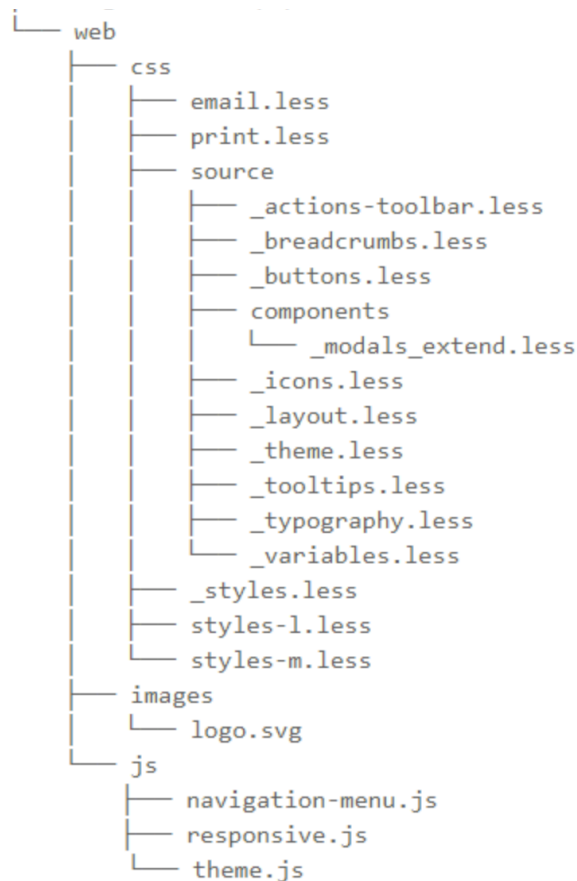 └── web
    ├── css
    │   ├── email.less
    │   ├── print.less
    │   ├── source
    │   │   ├── _actions-toolbar.less
    │   │   ├── _breadcrumbs.less
    │   │   ├── _buttons.less
    │   │   ├── components
    │   │   │   └── _modals_extend.less
    │   │   ├── _icons.less
    │   │   ├── _layout.less
    │   │   ├── _theme.less
    │   │   ├── _tooltips.less
    │   │   ├── _typography.less
    │   │   └── _variables.less
    │   ├── _styles.less
    │   ├── styles-l.less
    │   └── styles-m.less
    ├── images
    │   └── logo.svg
    └── js
        ├── navigation-menu.js
        ├── responsive.js
        └── theme.js